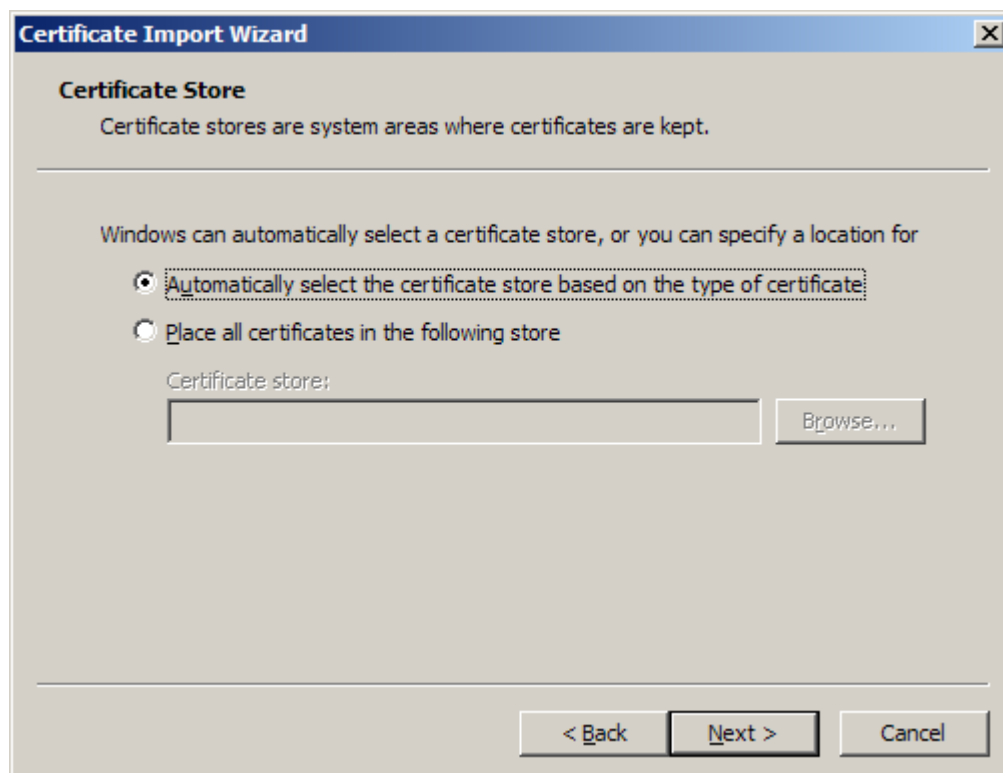 Certificate Import Wizard
Certificate Store
Certificate stores are system areas where certificates are kept.
Windows can automatically select a certificate store, or you can specify a location for
Automatically select the certificate store based on the type of certificate
Place all certificates in the following store
Certificate store:
Browse...
< Back
Next >
Cancel